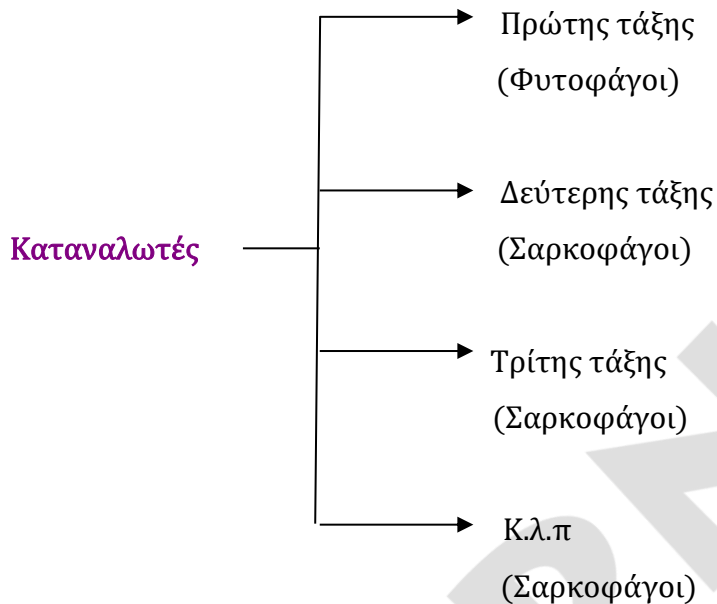 Πρώτης τάξης
(Φυτοφάγοι)
Δεύτερης τάξης
Καταναλωτές
(Σαρκοφάγοι)
Τρίτης τάξης
(Σαρκοφάγοι)
Κ.λ.π
(Σαρκοφάγοι)